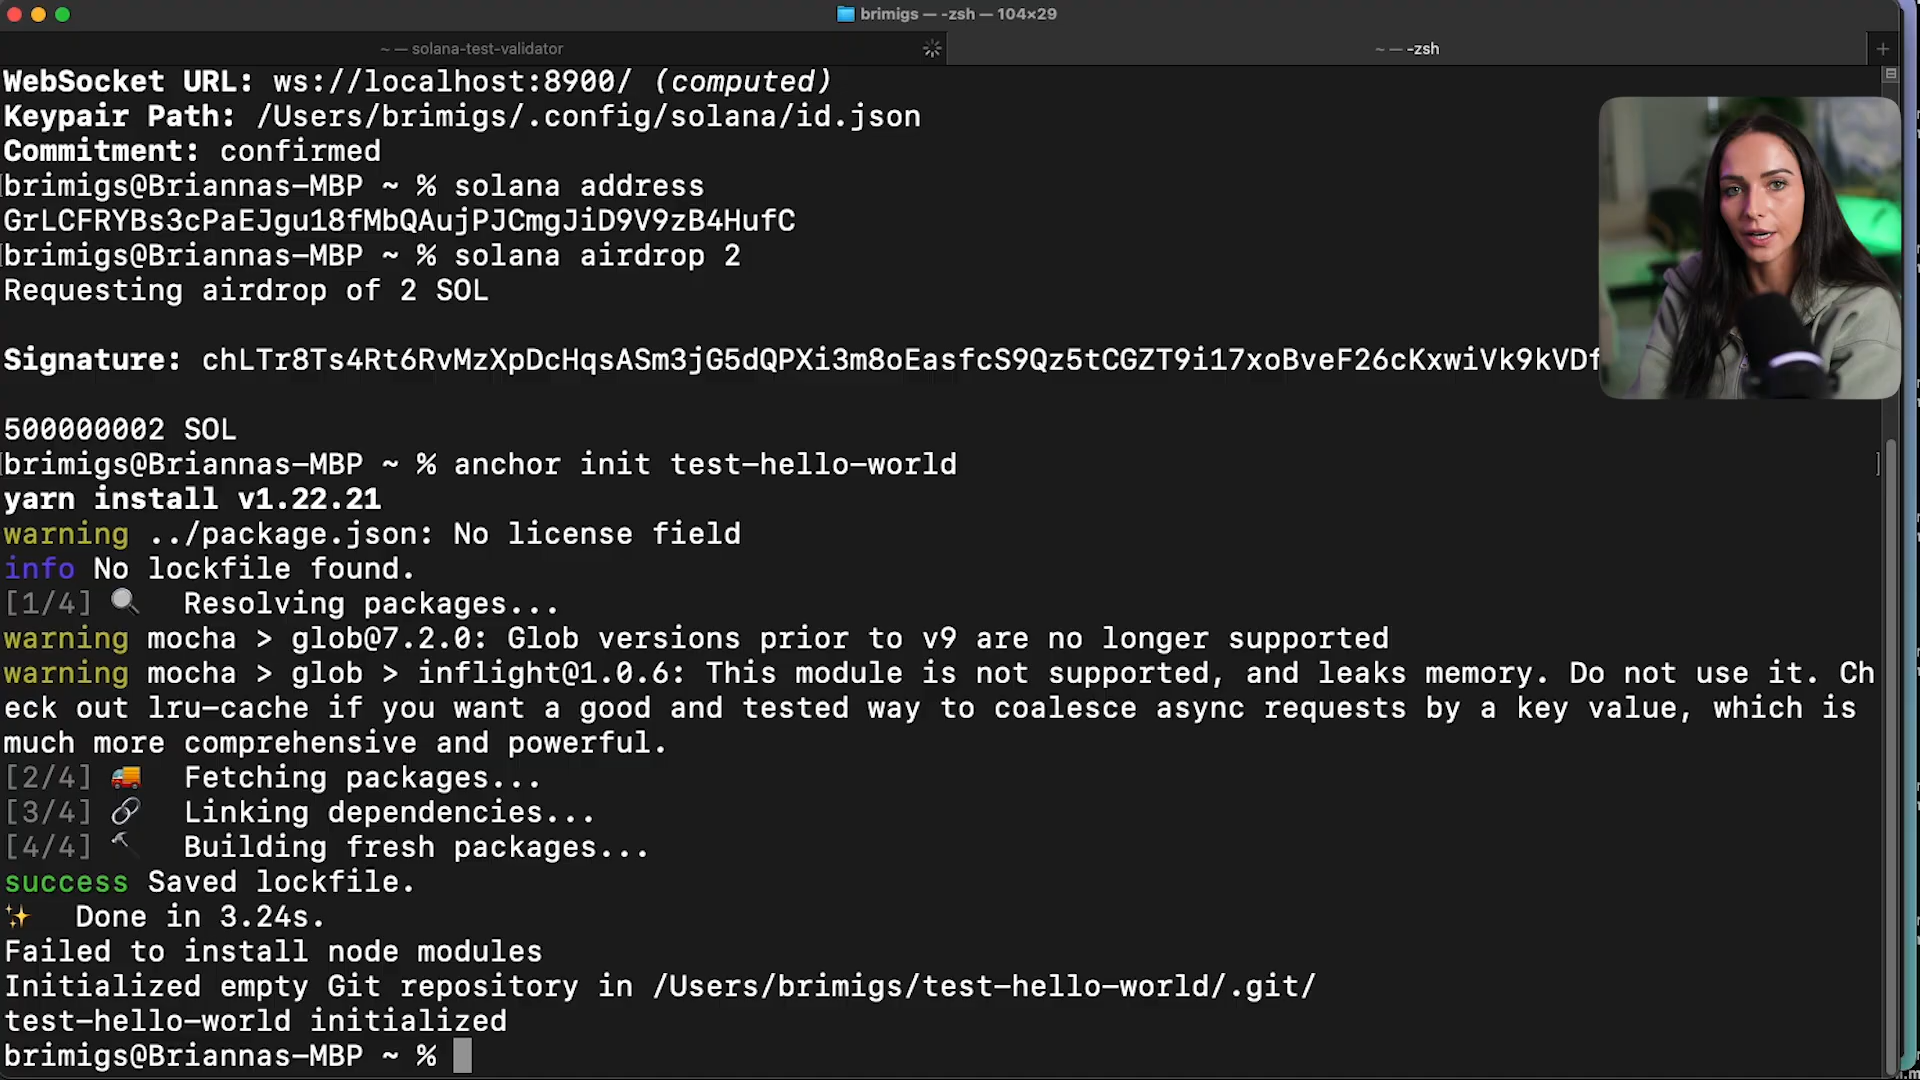 brimigs — -zsh — 104×29
~ — solana-test-validator
~ — -zsh
WebSocket URL: ws://localhost:8900/ (computed)
Keypair Path: /Users/brimigs/.config/solana/id.json
Commitment: confirmed
brimigs@Briannas-MBP ~ % solana address
GrLCFRYBs3cPaEJgu18fMbQAujPJCmgJiD9V9zB4HufC
brimigs@Briannas-MBP ~ % solana airdrop 2
Requesting airdrop of 2 SOL
Signature: chLTr8Ts4Rt6RvMzXpDcHqsASm3jG5dQPXi3m8oEasfcS9Qz5tCGZT9i17xoBveF26cKxwiVk9kVDf
500000002 SOL
brimigs@Briannas-MBP ~ % anchor init test-hello-world
yarn install v1.22.21
warning ../package.json: No license field
info No lockfile found.
[1/4] 🔍  Resolving packages...
warning mocha > glob@7.2.0: Glob versions prior to v9 are no longer supported
warning mocha > glob > inflight@1.0.6: This module is not supported, and leaks memory. Do not use it. Ch
eck out lru-cache if you want a good and tested way to coalesce async requests by a key value, which is
much more comprehensive and powerful.
[2/4] 🚚  Fetching packages...
[3/4] 🔗  Linking dependencies...
[4/4] 🔨  Building fresh packages...
success Saved lockfile.
✨  Done in 3.24s.
Failed to install node modules
Initialized empty Git repository in /Users/brimigs/test-hello-world/.git/
test-hello-world initialized
brimigs@Briannas-MBP ~ %